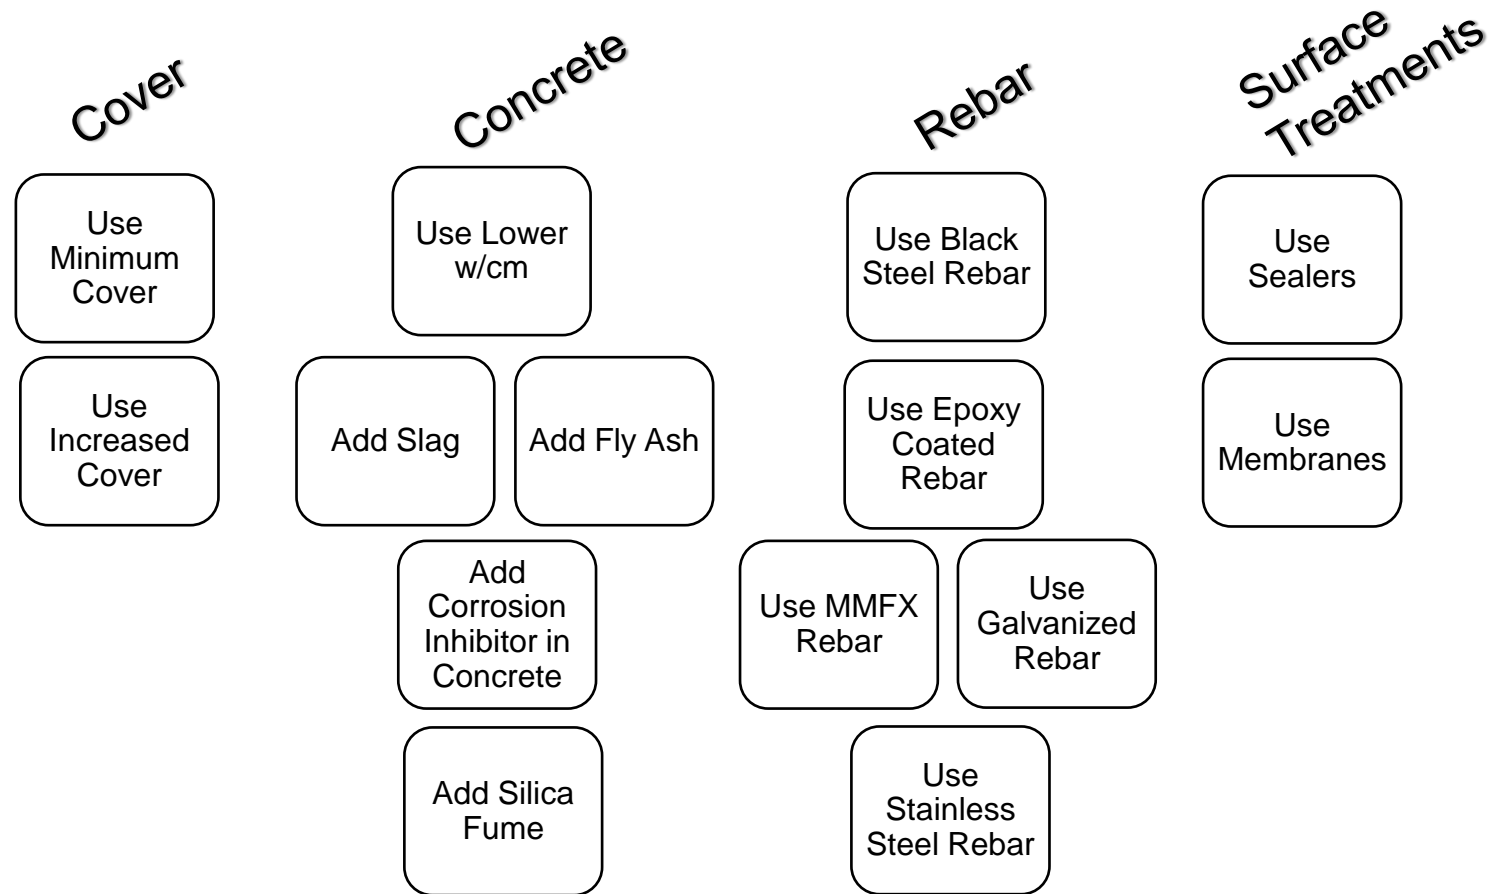 Cover
Concrete
Rebar
Surface
Treatments
Use
Minimum
Cover
Use
Increased
Cover
Use Lower
w/cm
Add Slag
Add Fly Ash
Add
Corrosion
Inhibitor in
Concrete
Add Silica
Fume
Use Black
Steel Rebar
Use Epoxy
Coated
Rebar
Use MMFX
Rebar
Use
Galvanized
Rebar
Use
Stainless
Steel Rebar
Use
Sealers
Use
Membranes